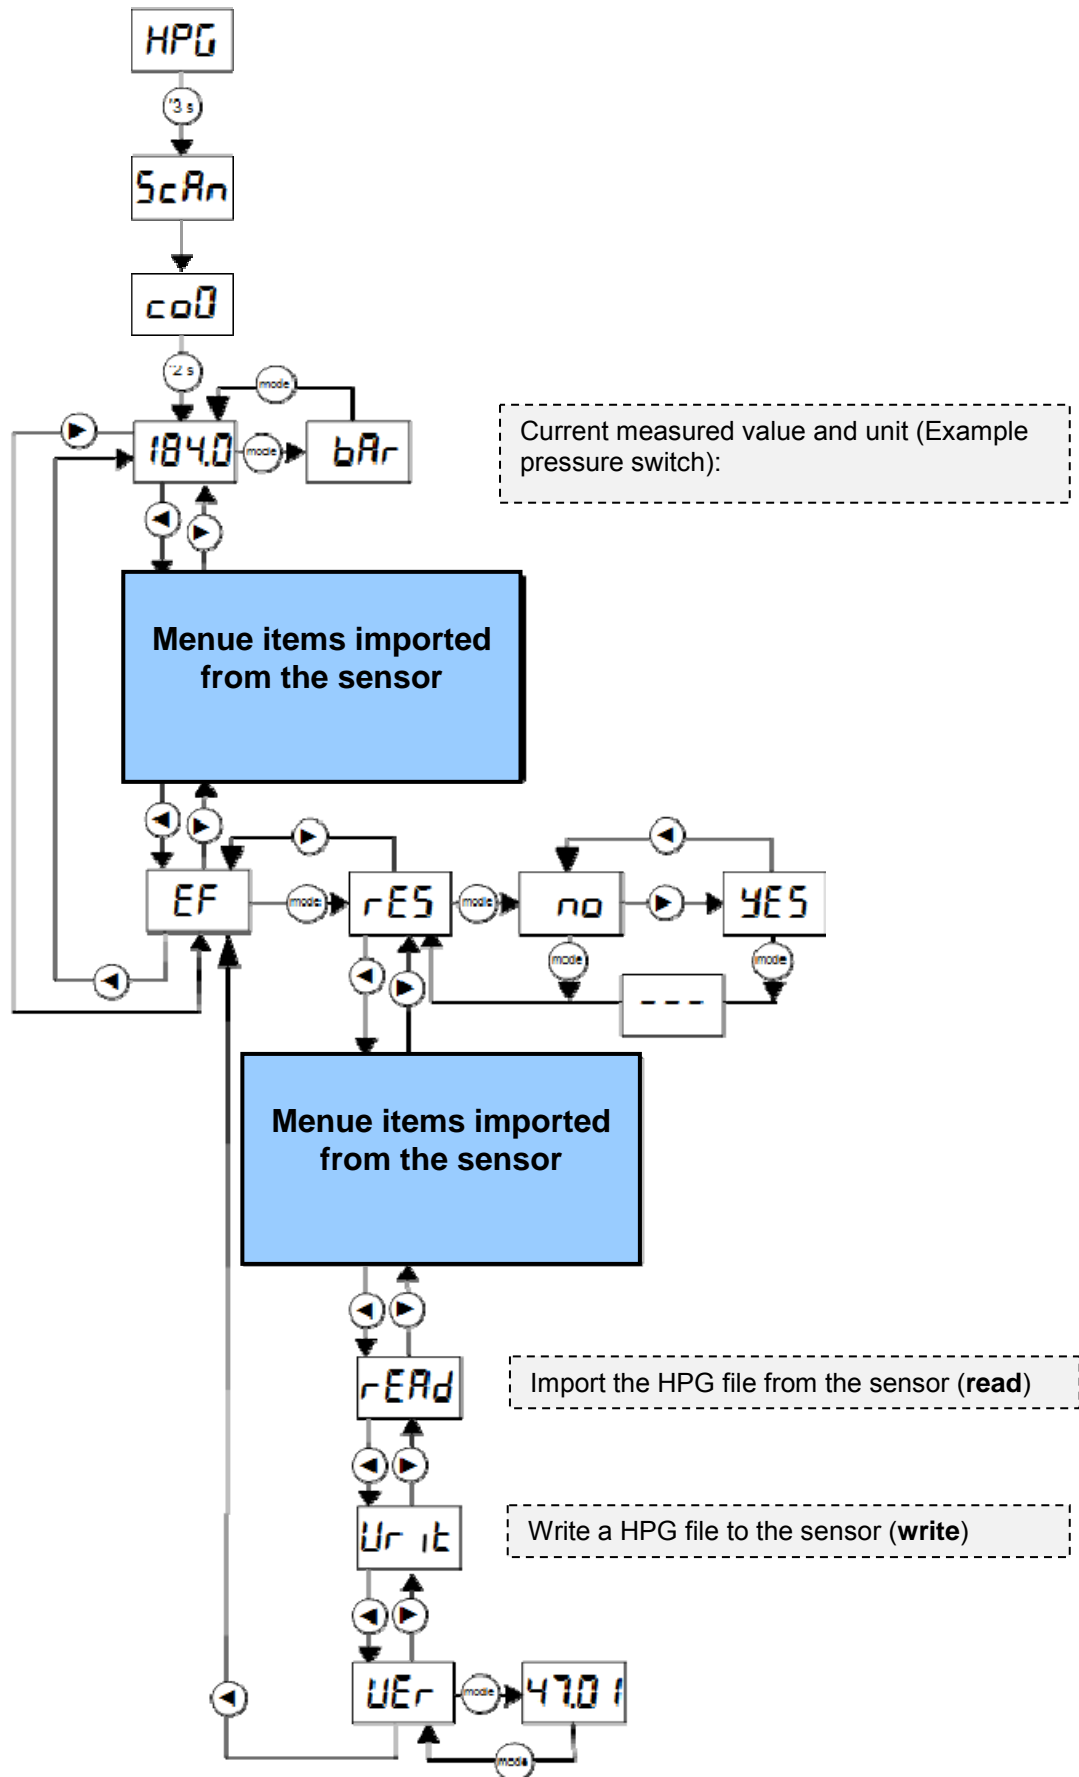 HPG
3 s
ScAn
co0
2 s
mode
184.0
mode
bAr
Current measured value and unit (Example
pressure switch):
Menue items imported
from the sensor
EF
mode
rES
mode
no
YES
mode
mode
---
Menue items imported
from the sensor
rEAd
Import the HPG file from the sensor (read)
Urit
Write a HPG file to the sensor (write)
UEr
mode
47.01
mode